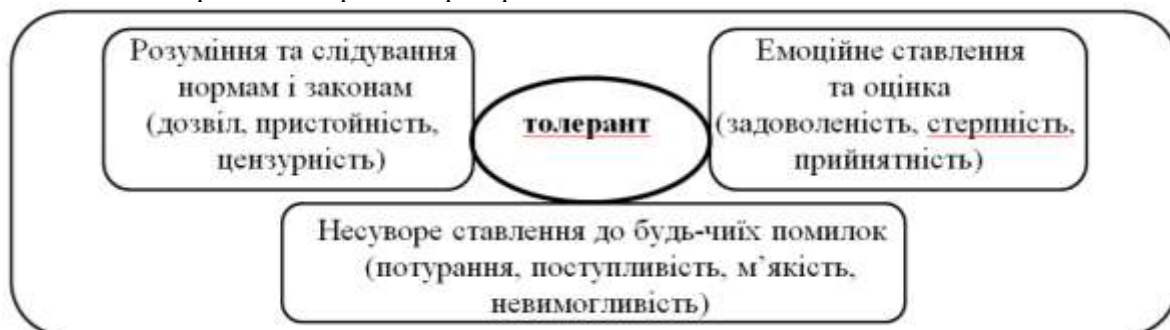 Розуміння та слідування
нормам і законам
(дозвіл, пристойність,
цензурність)
толерант
Емоційне ставлення
та оцінка
(задоволеність, стерпність,
прийнятність)
Несуворе ставлення до будь-чиїх помилок
(потурання, поступливість, м’якість,
невимогливість)